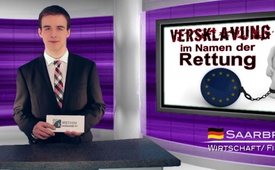 VERSKLAVUNG
im Namen der
Rettung
SAARBR
WIRTSCHAFT/ FI